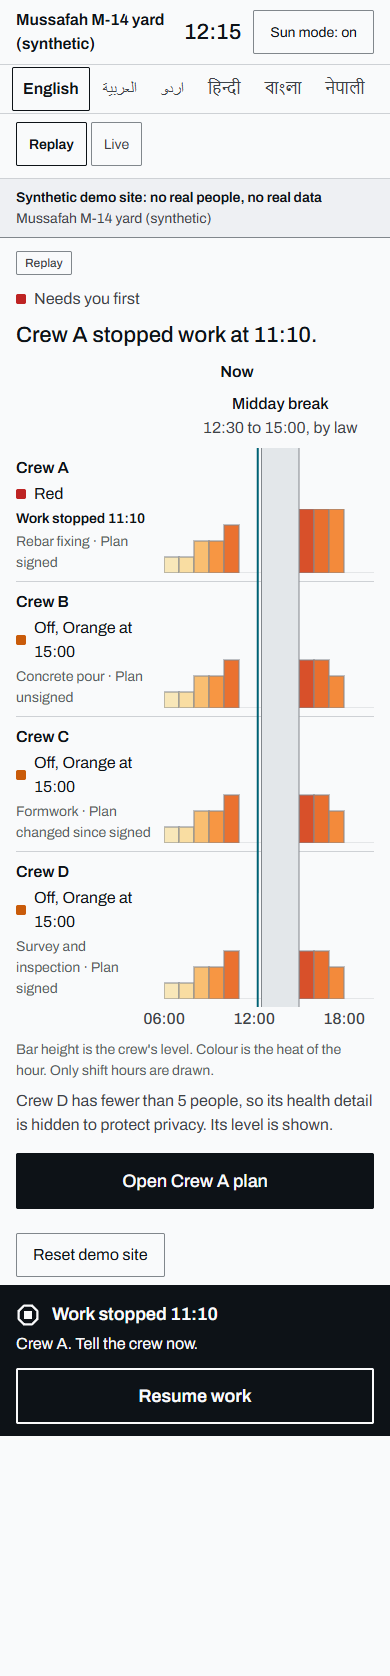 Mussafah M-14 yard
(synthetic)
12:15
Sun mode: on
English
العربية
اردو
हिन्दी
বাংলা
नेपाली
Replay
Live
Synthetic demo site: no real people, no real data
Mussafah M-14 yard (synthetic)
Replay
Needs you first
Crew A stopped work at 11:10.
Now
Midday break
12:30 to 15:00, by law
Crew A
Red
Work stopped 11:10
Rebar fixing · Plan
signed
Crew B
Off, Orange at
15:00
Concrete pour · Plan
unsigned
Crew C
Off, Orange at
15:00
Formwork · Plan
changed since signed
Crew D
Off, Orange at
15:00
Survey and
inspection · Plan
signed
06:00
12:00
18:00
Bar height is the crew's level. Colour is the heat of the
hour. Only shift hours are drawn.
Crew D has fewer than 5 people, so its health detail
is hidden to protect privacy. Its level is shown.
Open Crew A plan
Reset demo site
Work stopped 11:10
Crew A. Tell the crew now.
Resume work